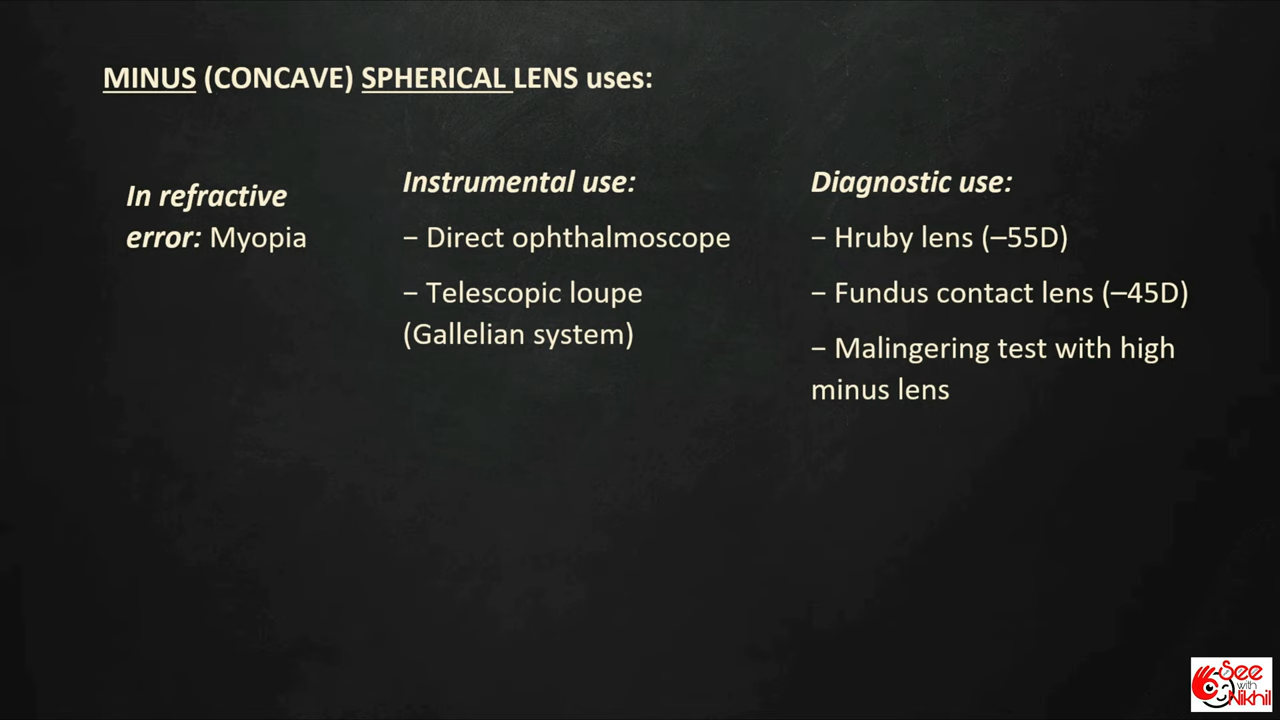 MINUS (CONCAVE) SPHERICAL LENS uses:
In refractive
error: Myopia
Instrumental use:
− Direct ophthalmoscope
− Telescopic loupe
(Gallelian system)
Diagnostic use:
− Hruby lens (–55D)
− Fundus contact lens (–45D)
− Malingering test with high
minus lens
See
with
Nikhil